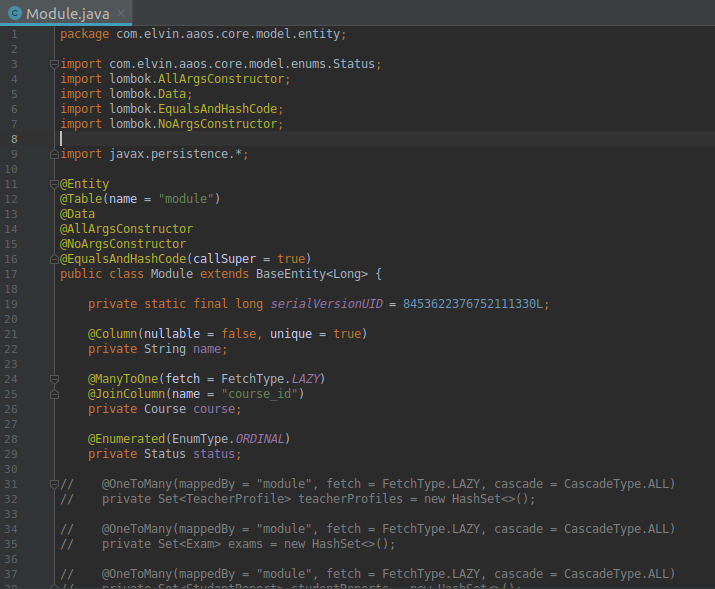 Module.java
1 package com.elvin.aaos.core.model.entity;
2
3 import com.elvin.aaos.core.model.enums.Status;
4 import lombok.AllArgsConstructor;
5 import lombok.Data;
6 import lombok.EqualsAndHashCode;
7 import lombok.NoArgsConstructor;
8
9 import javax.persistence.*;
10
11 @Entity
12 @Table(name = "module")
13 @Data
14 @AllArgsConstructor
15 @NoArgsConstructor
16 @EqualsAndHashCode(callSuper = true)
17 public class Module extends BaseEntity<Long> {
18
19     private static final long serialVersionUID = 8453622376752111330L;
20
21     @Column(nullable = false, unique = true)
22     private String name;
23
24     @ManyToOne(fetch = FetchType.LAZY)
25     @JoinColumn(name = "course_id")
26     private Course course;
27
28     @Enumerated(EnumType.ORDINAL)
29     private Status status;
30
31 //    @OneToMany(mappedBy = "module", fetch = FetchType.LAZY, cascade = CascadeType.ALL)
32 //    private Set<TeacherProfile> teacherProfiles = new HashSet<>();
33
34 //    @OneToMany(mappedBy = "module", fetch = FetchType.LAZY, cascade = CascadeType.ALL)
35 //    private Set<Exam> exams = new HashSet<>();
36
37 //    @OneToMany(mappedBy = "module", fetch = FetchType.LAZY, cascade = CascadeType.ALL)
38 //    private Set<StudentReport> studentReports = new HashSet<>();